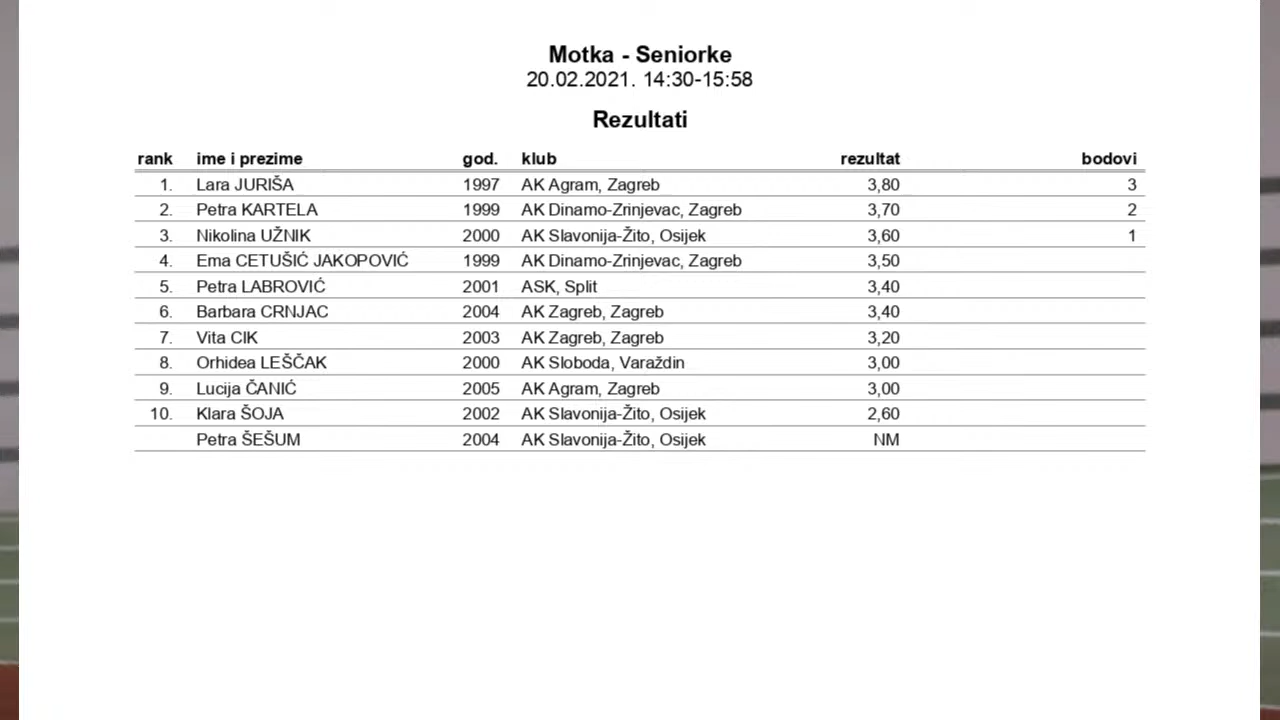 Motka - Seniorke
20.02.2021. 14:30-15:58
Rezultati
rank ime i prezime god. klub rezultat bodovi
1. Lara JURIŠA 1997 AK Agram, Zagreb 3,80 3
2. Petra KARTELA 1999 AK Dinamo-Zrinjevac, Zagreb 3,70 2
3. Nikolina UŽNIK 2000 AK Slavonija-Žito, Osijek 3,60 1
4. Ema CETUŠIĆ JAKOPOVIĆ 1999 AK Dinamo-Zrinjevac, Zagreb 3,50
5. Petra LABROVIĆ 2001 ASK, Split 3,40
6. Barbara CRNJAC 2004 AK Zagreb, Zagreb 3,40
7. Vita CIK 2003 AK Zagreb, Zagreb 3,20
8. Orhidea LEŠČAK 2000 AK Sloboda, Varaždin 3,00
9. Lucija ČANIĆ 2005 AK Agram, Zagreb 3,00
10. Klara ŠOJA 2002 AK Slavonija-Žito, Osijek 2,60
Petra ŠEŠUM 2004 AK Slavonija-Žito, Osijek NM